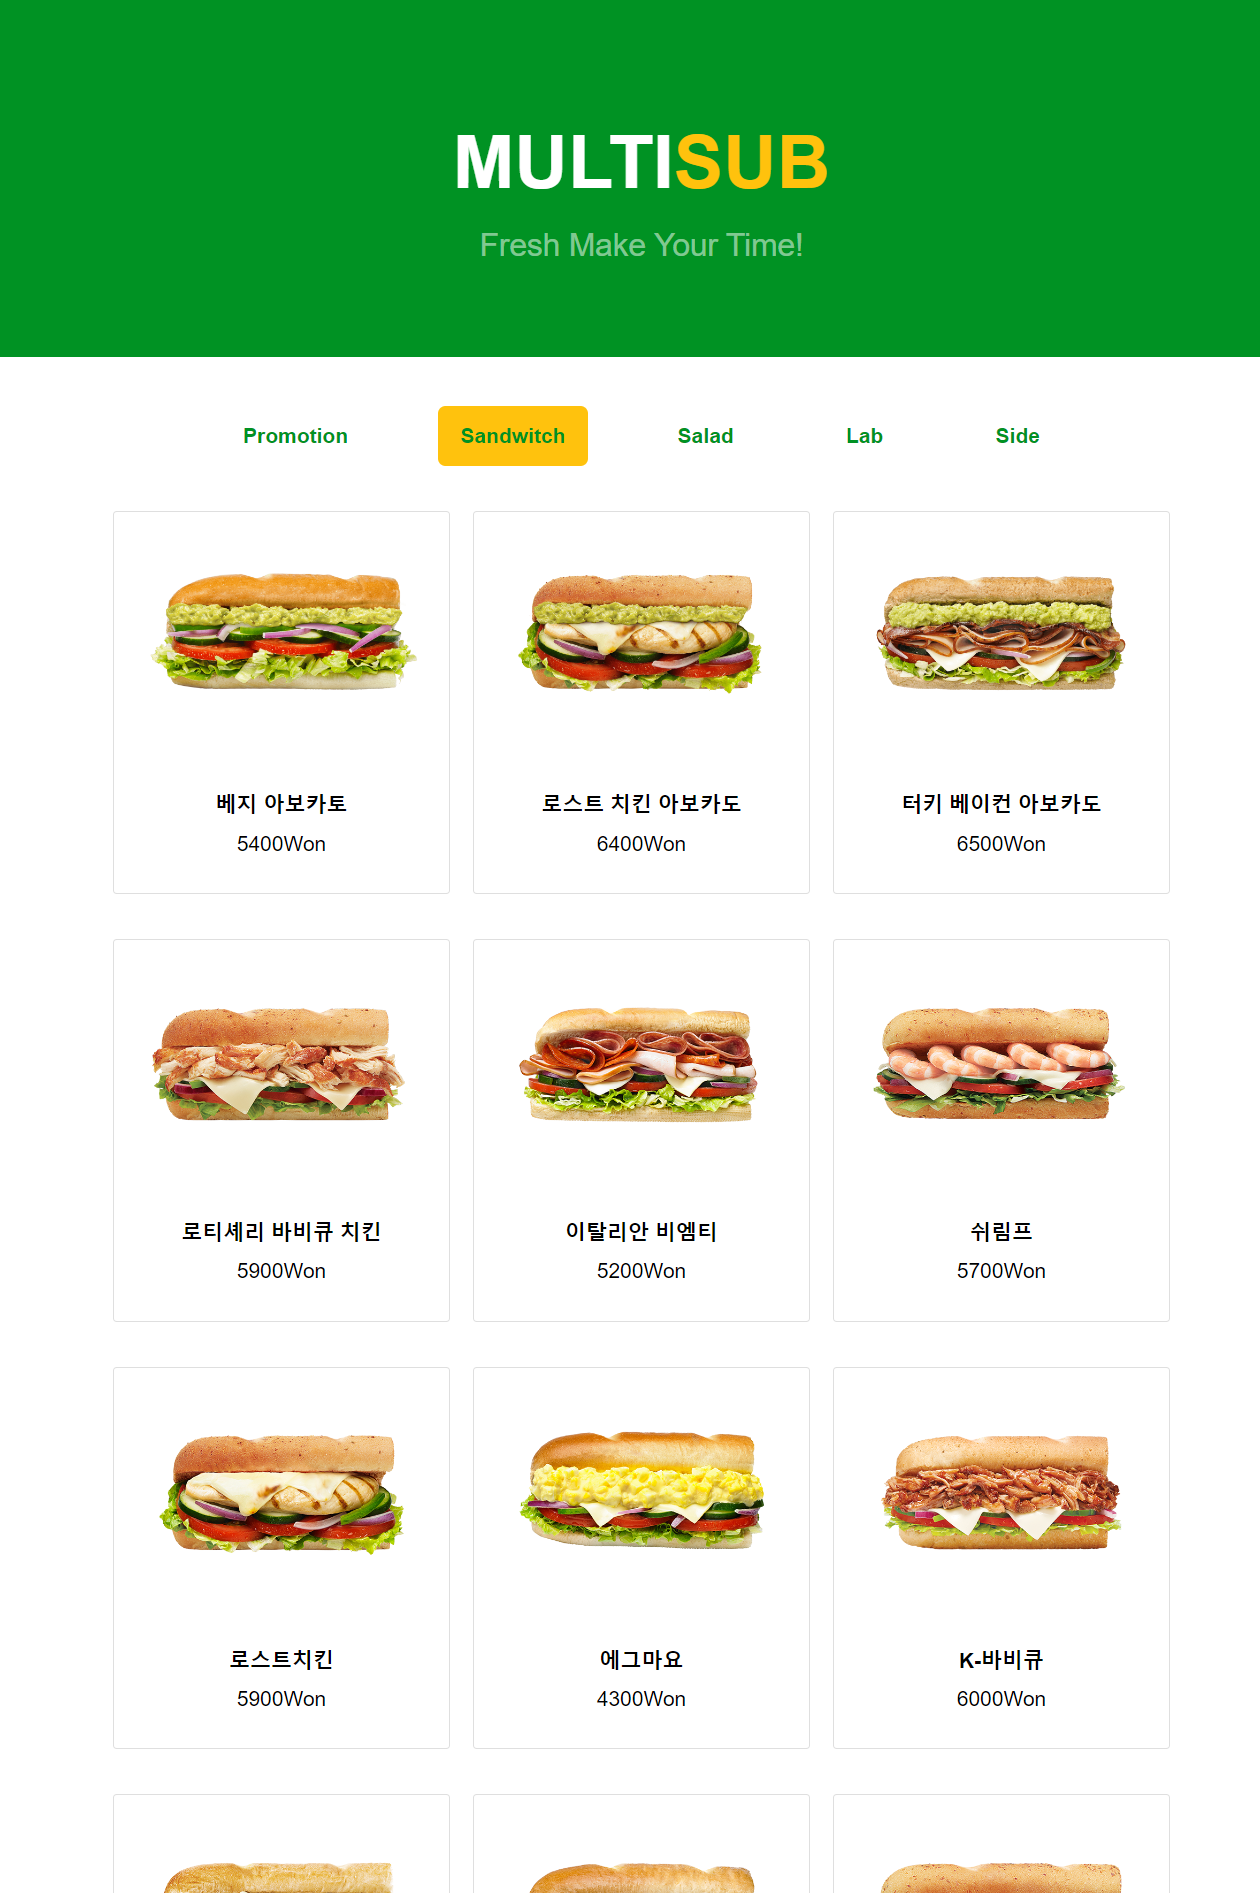 MULTISUB
Fresh Make Your Time!
Promotion Sandwitch Salad Lab Side
베지 아보카토
5400Won
로스트 치킨 아보카도
6400Won
터키 베이컨 아보카도
6500Won
로티셰리 바비큐 치킨
5900Won
이탈리안 비엠티
5200Won
쉬림프
5700Won
로스트치킨
5900Won
에그마요
4300Won
K-바비큐
6000Won